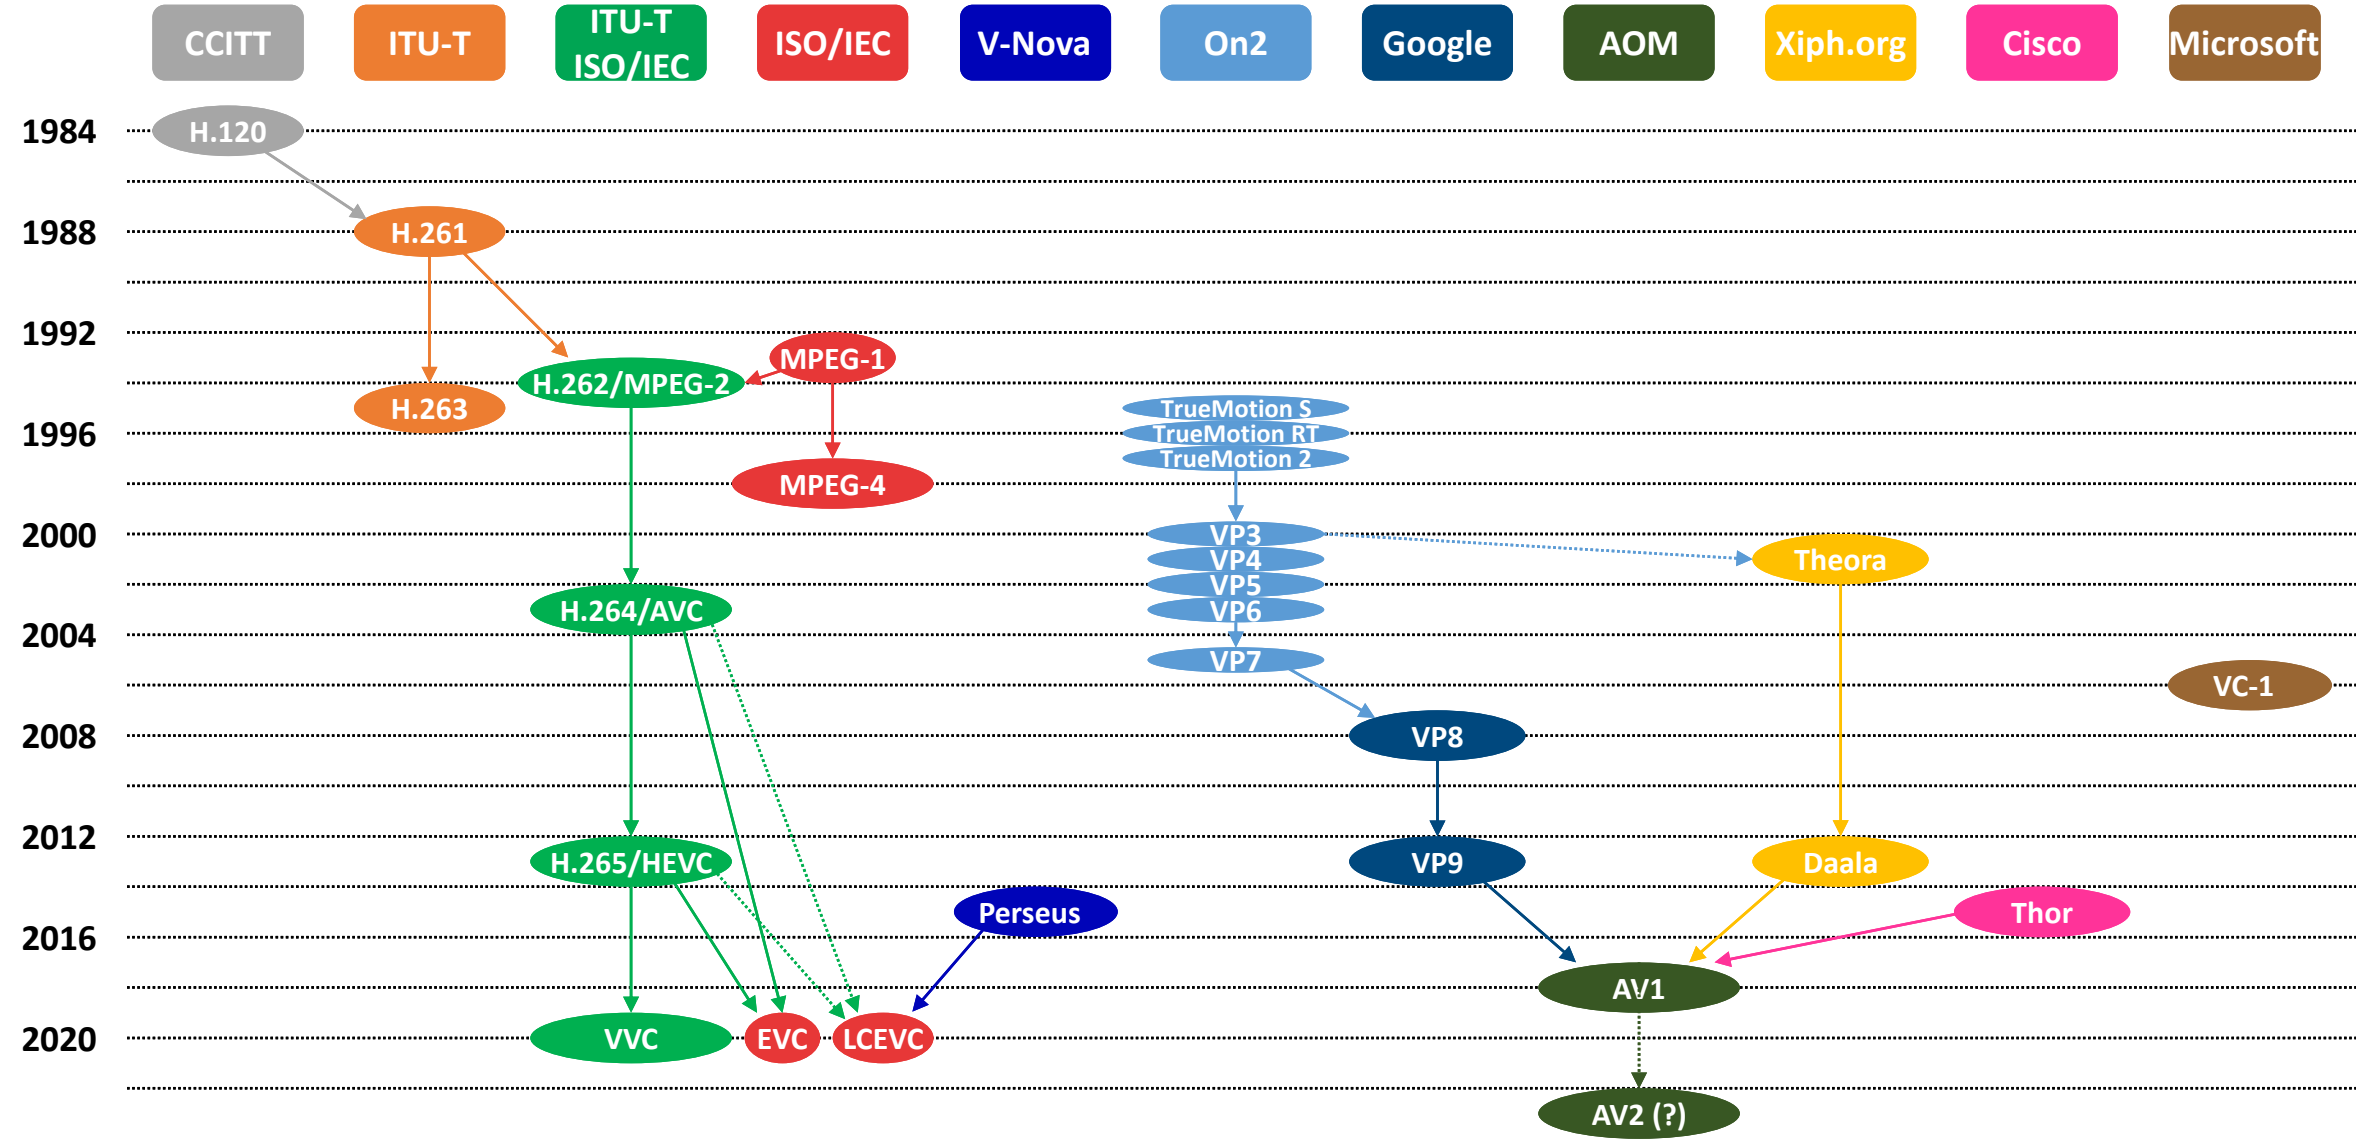 CCITT
ITU-T
ITU-T
ISO/IEC
ISO/IEC
V-Nova
On2
Google
AOM
Xiph.org
Cisco
Microsoft
1984
H.120
1988
H.261
1992
MPEG-1
H.262/MPEG-2
H.263
TrueMotion S
1996
TrueMotion RT
TrueMotion 2
MPEG-4
2000
VP3
VP4
Theora
VP5
H.264/AVC
VP6
2004
VP7
VC-1
2008
VP8
2012
H.265/HEVC
VP9
Daala
Perseus
Thor
2016
AV1
2020
VVC
EVC
LCEVC
AV2 (?)